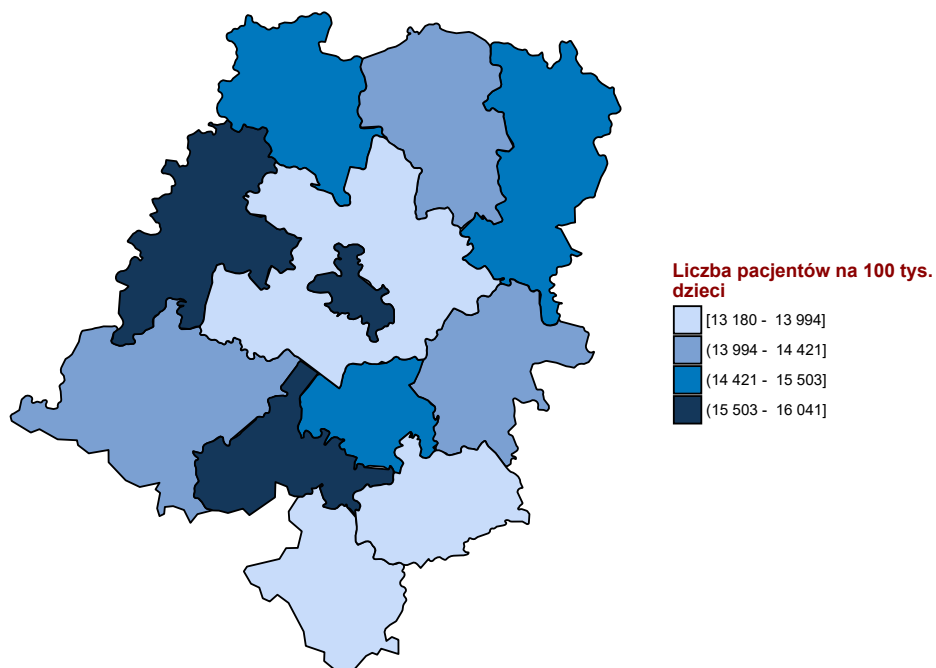 Liczba pacjentów na 100 tys.
dzieci
[13 180 - 13 994]
(13 994 - 14 421]
(14 421 - 15 503]
(15 503 - 16 041]